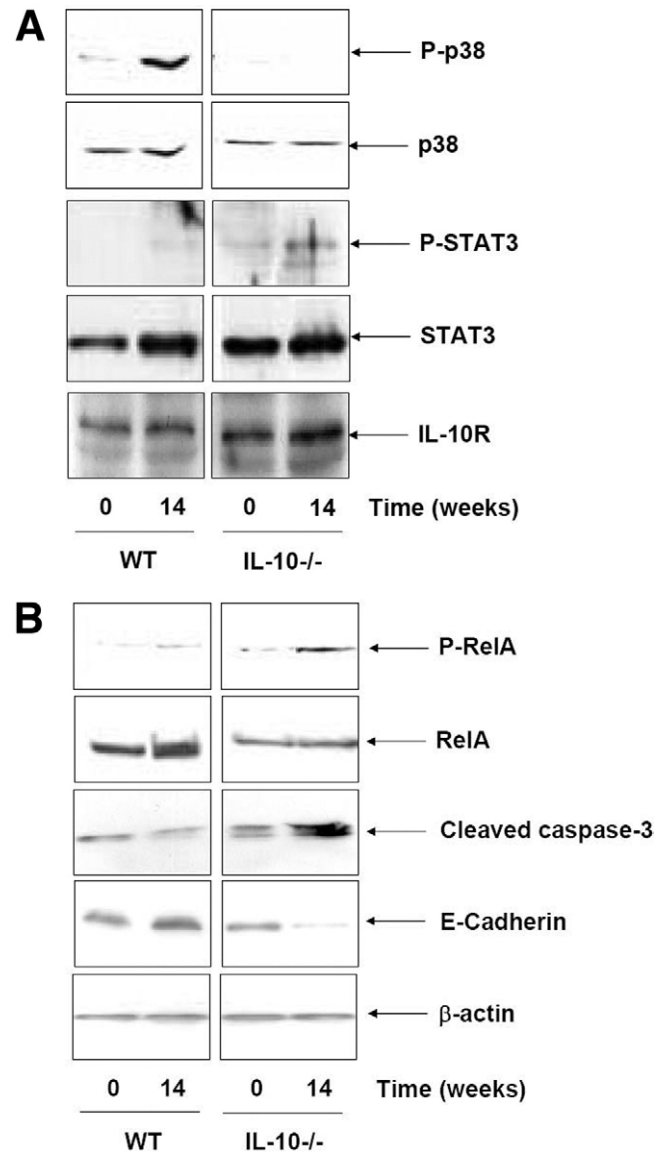 A
P-p38
p38
P-STAT3
STAT3
IL-10R
0 14 0 14 Time (weeks)
WT IL-10-/-
B
P-RelA
RelA
Cleaved caspase-3
E-Cadherin
β-actin
0 14 0 14 Time (weeks)
WT IL-10-/-